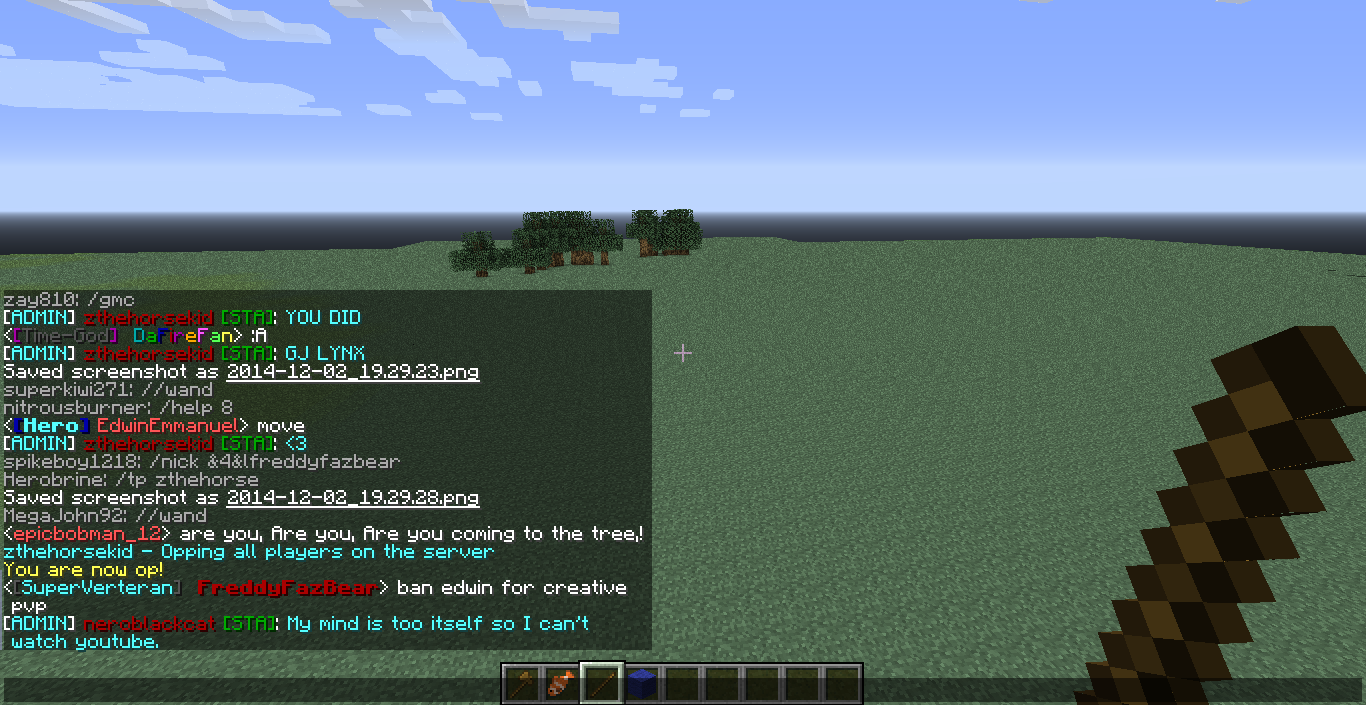 zay810: /gmc
[ADMIN] zthehorsekid [STA]: YOU DID
<[Time-God] DaFireFan> :A
[ADMIN] zthehorsekid [STA]: GJ LYNX
Saved screenshot as 2014-12-02_19.29.23.png
superkiwi271: //wand
nitrousburner: /help 8
<[Hero] EdwinEmmanuel> move
[ADMIN] zthehorsekid [STA]: <3
spikeboy1218: /nick &4&lfreddyfazbear
Herobrine: /tp zthehorse
Saved screenshot as 2014-12-02_19.29.28.png
MegaJohn92: //wand
<epicbobman_12> are you, Are you, Are you coming to the tree,!
zthehorsekid - Opping all players on the server
You are now op!
<[SuperVerteran] FreddyFazBear> ban edwin for creative
pvp
[ADMIN] neroblackcat [STA]: My mind is too itself so I can't
watch youtube.